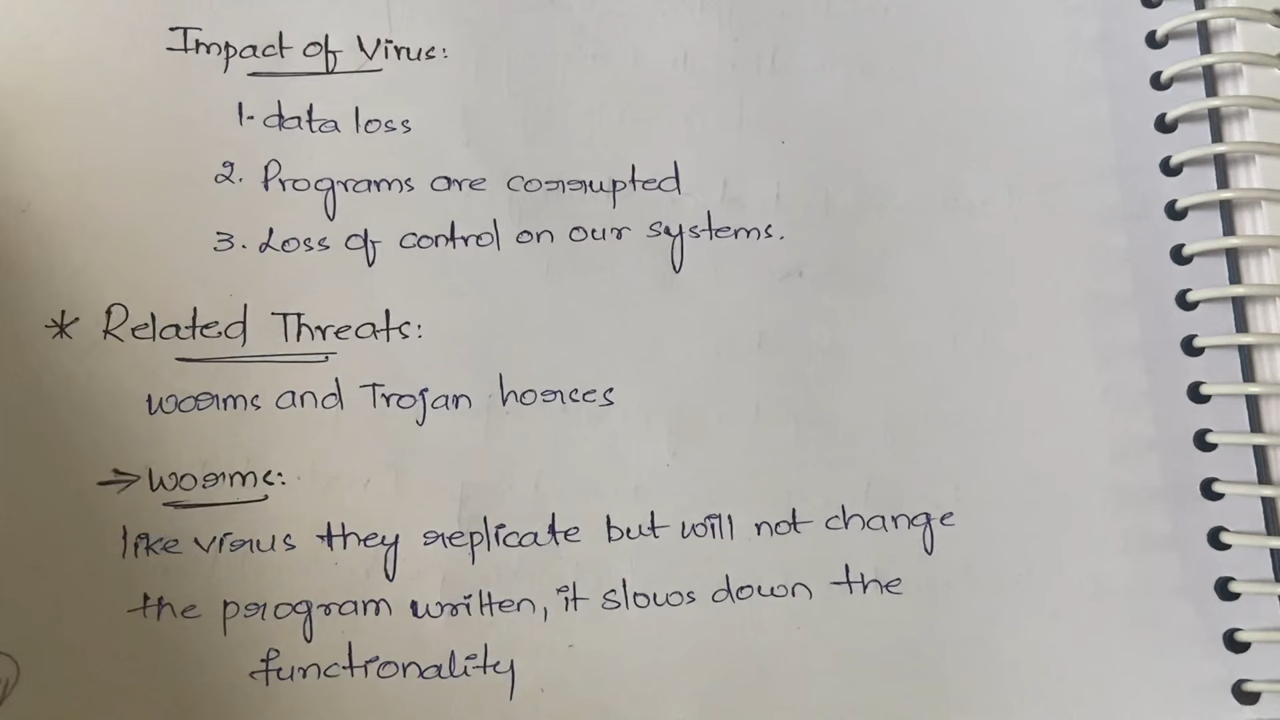 Impact of Virus:
1. data loss
2. Programs are corrupted
3. Loss of control on our systems.
* Related Threats:
worms and Trojan horses
→ worms:
like virus they replicate but will not change
the program written, it slows down the
functionality